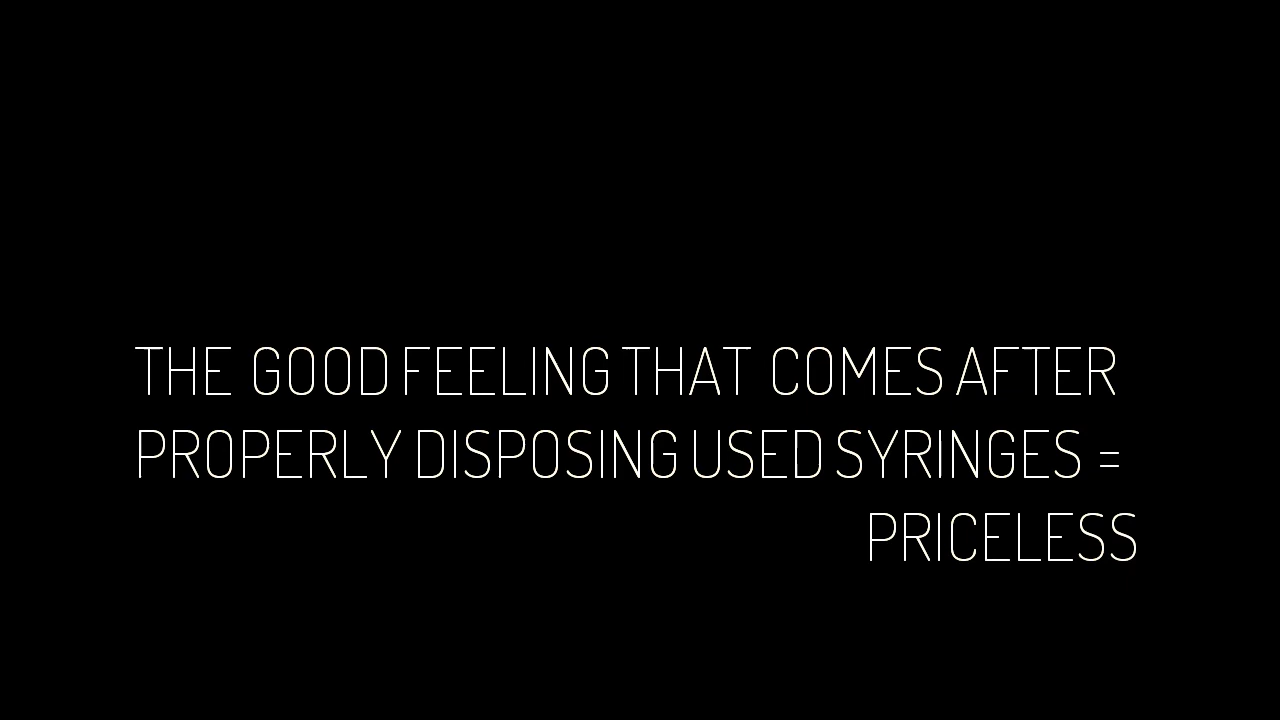 THE GOOD FEELING THAT COMES AFTER
PROPERLY DISPOSING USED SYRINGES =
PRICELESS